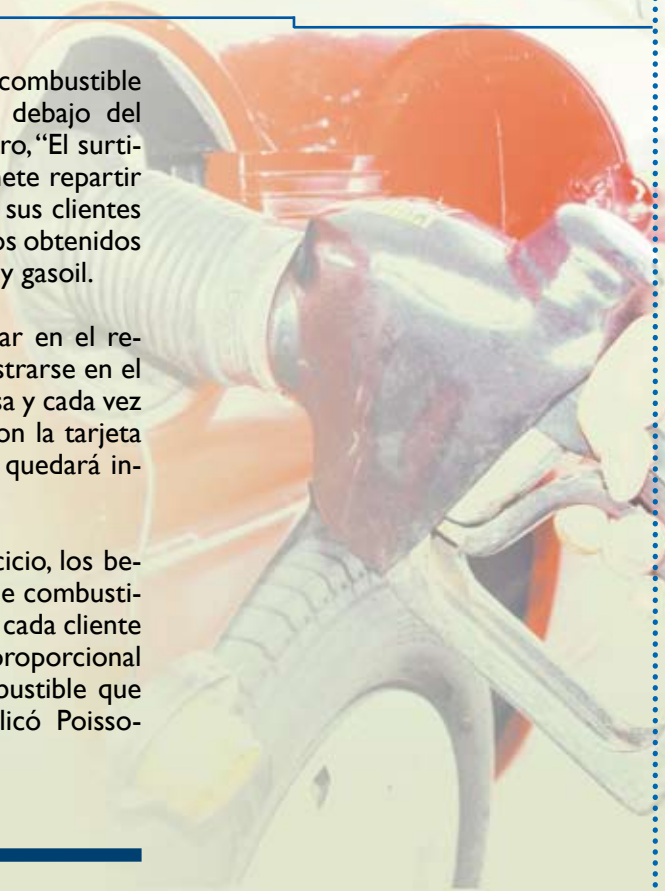 combustible
debajo del
ro, “El surti-
nete repartir
sus clientes
os obtenidos
y gasoil.
ar en el re-
strarse en el
sa y cada vez
on la tarjeta
quedará in-
cicio, los be-
e combusti-
cada cliente
proporcional
bustible que
licó Poisso-